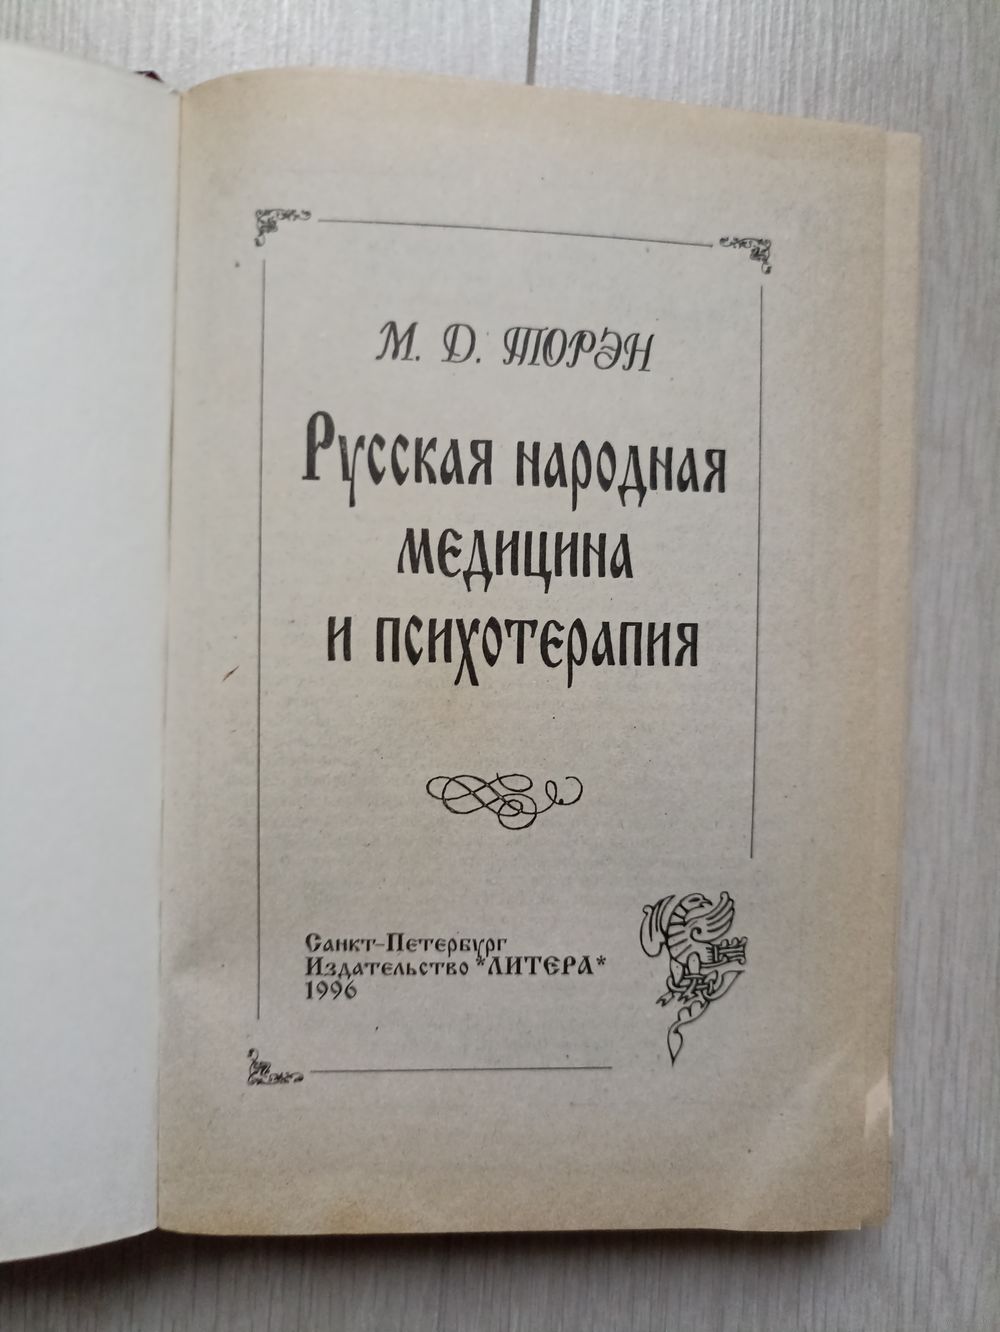 М. Д. ТОРЭН
Русская народная
медицина
и психотерапия
Санкт-Петербург
Издательство *ЛИТЕРА*
1996